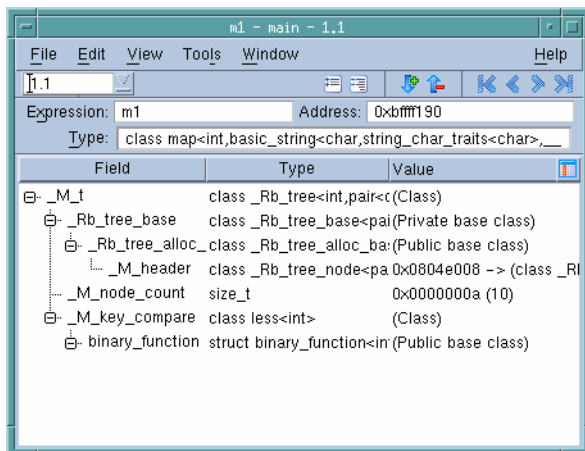 m1 - main - 1.1
File Edit View Tools Window Help
1.1
Expression: m1 Address: 0xbffff190
Type: class map<int,basic_string<char,string_char_traits<char>,__
Field Type Value
_M_t class _Rb_tree<int,pair<c (Class)
_Rb_tree_base class _Rb_tree_base<pai (Private base class)
_Rb_tree_alloc_ class _Rb_tree_alloc_ba: (Public base class)
_M_header class _Rb_tree_node<pa 0x0804e008 -> (class _Rl
_M_node_count size_t 0x0000000a (10)
_M_key_compare class less<int> (Class)
binary_function struct binary_function<in (Public base class)